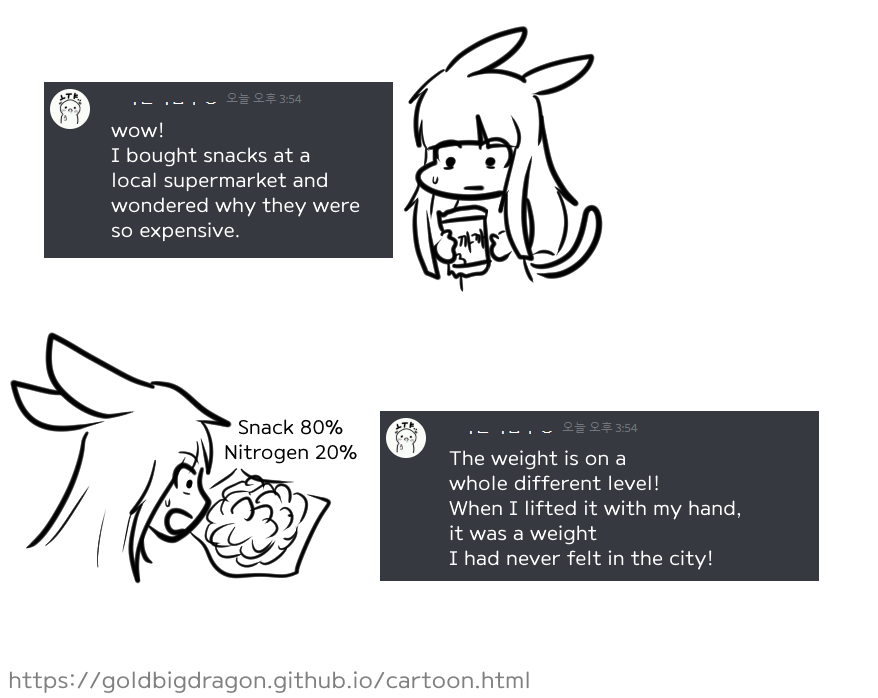 오늘 오후 3:54
wow!
I bought snacks at a
local supermarket and
wondered why they were
so expensive.
까까
Snack 80%
Nitrogen 20%
오늘 오후 3:54
The weight is on a
whole different level!
When I lifted it with my hand,
it was a weight
I had never felt in the city!
https://goldbigdragon.github.io/cartoon.html